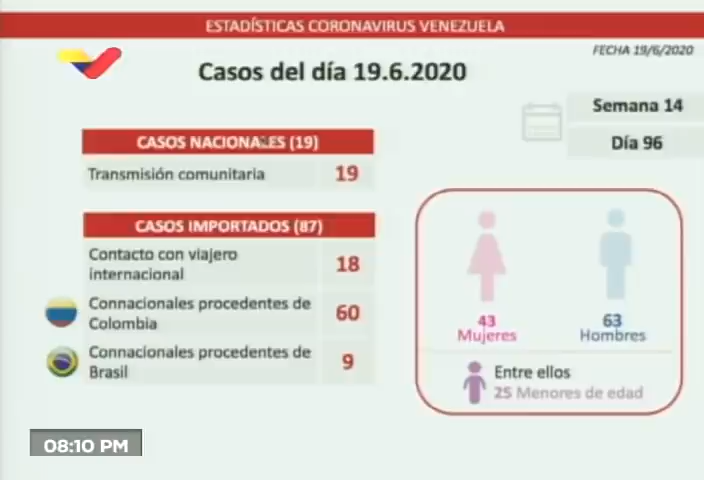 ESTADÍSTICAS CORONAVIRUS VENEZUELA
FECHA 19/6/2020
Casos del día 19.6.2020
Semana 14
Día 96
CASOS NACIONALES (19)
Transmisión comunitaria 19
CASOS IMPORTADOS (87)
Contacto con viajero
internacional
18
Connacionales procedentes de
Colombia
60
Connacionales procedentes de
Brasil
9
43
Mujeres
63
Hombres
Entre ellos
25 Menores de edad
08:10 PM